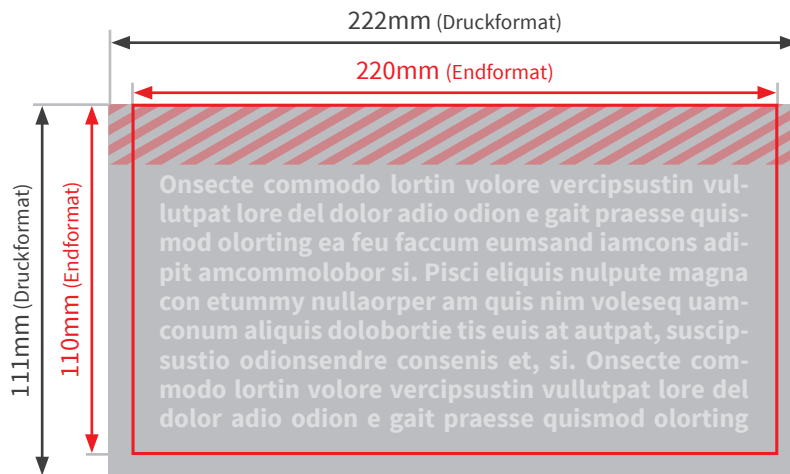 222mm (Druckformat)
220mm (Endformat)
111mm (Druckformat)
110mm (Endformat)
Onsecte commodo lortin volore vercipsustin vul-
lutpat lore del dolor adio odion e gait praesse quis-
mod olorting ea feu faccum eumsand iamcons adi-
pit amcommolobor si. Pisci eliquis nulpute magna
con etummy nullaorper am quis nim voleseq uam-
conum aliquis dolobortie tis euis at autpat, suscip-
sustio odionsendre consenis et, si. Onsecte com-
modo lortin volore vercipsustin vullutpat lore del
dolor adio odion e gait praesse quismod olorting